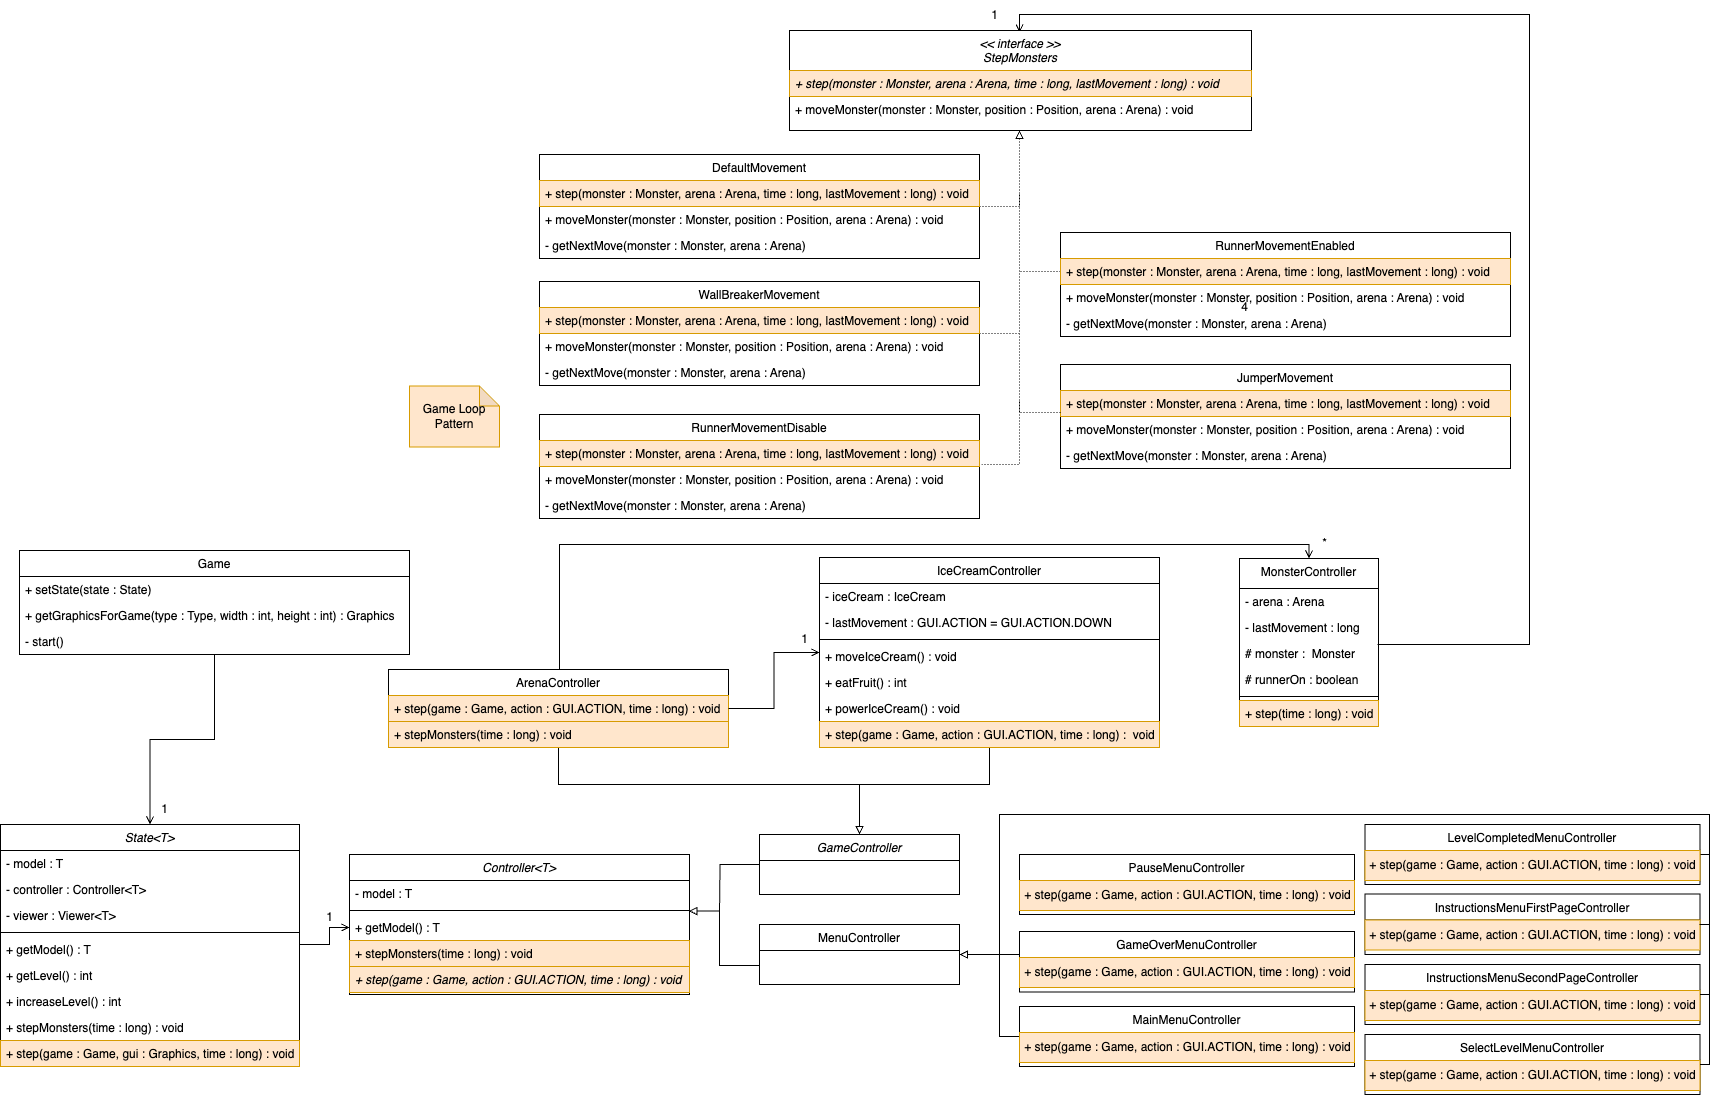 1
<< interface >>
StepMonsters
+ step(monster : Monster, arena : Arena, time : long, lastMovement : long) : void
+ moveMonster(monster : Monster, position : Position, arena : Arena) : void
DefaultMovement
+ step(monster : Monster, arena : Arena, time : long, lastMovement : long) : void
+ moveMonster(monster : Monster, position : Position, arena : Arena) : void
- getNextMove(monster : Monster, arena : Arena)
RunnerMovementEnabled
+ step(monster : Monster, arena : Arena, time : long, lastMovement : long) : void
+ moveMonster(monster : Monster, position : Position, arena : Arena) : void
4
- getNextMove(monster : Monster, arena : Arena)
WallBreakerMovement
+ step(monster : Monster, arena : Arena, time : long, lastMovement : long) : void
+ moveMonster(monster : Monster, position : Position, arena : Arena) : void
- getNextMove(monster : Monster, arena : Arena)
JumperMovement
+ step(monster : Monster, arena : Arena, time : long, lastMovement : long) : void
+ moveMonster(monster : Monster, position : Position, arena : Arena) : void
- getNextMove(monster : Monster, arena : Arena)
Game Loop
Pattern
RunnerMovementDisable
+ step(monster : Monster, arena : Arena, time : long, lastMovement : long) : void
+ moveMonster(monster : Monster, position : Position, arena : Arena) : void
- getNextMove(monster : Monster, arena : Arena)
Game
+ setState(state : State)
+ getGraphicsForGame(type : Type, width : int, height : int) : Graphics
- start()
ArenaController
+ step(game : Game, action : GUI.ACTION, time : long) : void
+ stepMonsters(time : long) : void
1
IceCreamController
- iceCream : IceCream
- lastMovement : GUI.ACTION = GUI.ACTION.DOWN
+ moveIceCream() : void
+ eatFruit() : int
+ powerIceCream() : void
+ step(game : Game, action : GUI.ACTION, time : long) : void
*
MonsterController
- arena : Arena
- lastMovement : long
# monster : Monster
# runnerOn : boolean
+ step(time : long) : void
1
State<T>
- model : T
- controller : Controller<T>
- viewer : Viewer<T>
+ getModel() : T
+ getLevel() : int
+ increaseLevel() : int
+ stepMonsters(time : long) : void
+ step(game : Game, gui : Graphics, time : long) : void
1
Controller<T>
- model : T
+ getModel() : T
+ stepMonsters(time : long) : void
+ step(game : Game, action : GUI.ACTION, time : long) : void
GameController
MenuController
PauseMenuController
+ step(game : Game, action : GUI.ACTION, time : long) : void
GameOverMenuController
+ step(game : Game, action : GUI.ACTION, time : long) : void
MainMenuController
+ step(game : Game, action : GUI.ACTION, time : long) : void
LevelCompletedMenuController
+ step(game : Game, action : GUI.ACTION, time : long) : void
InstructionsMenuFirstPageController
+ step(game : Game, action : GUI.ACTION, time : long) : void
InstructionsMenuSecondPageController
+ step(game : Game, action : GUI.ACTION, time : long) : void
SelectLevelMenuController
+ step(game : Game, action : GUI.ACTION, time : long) : void